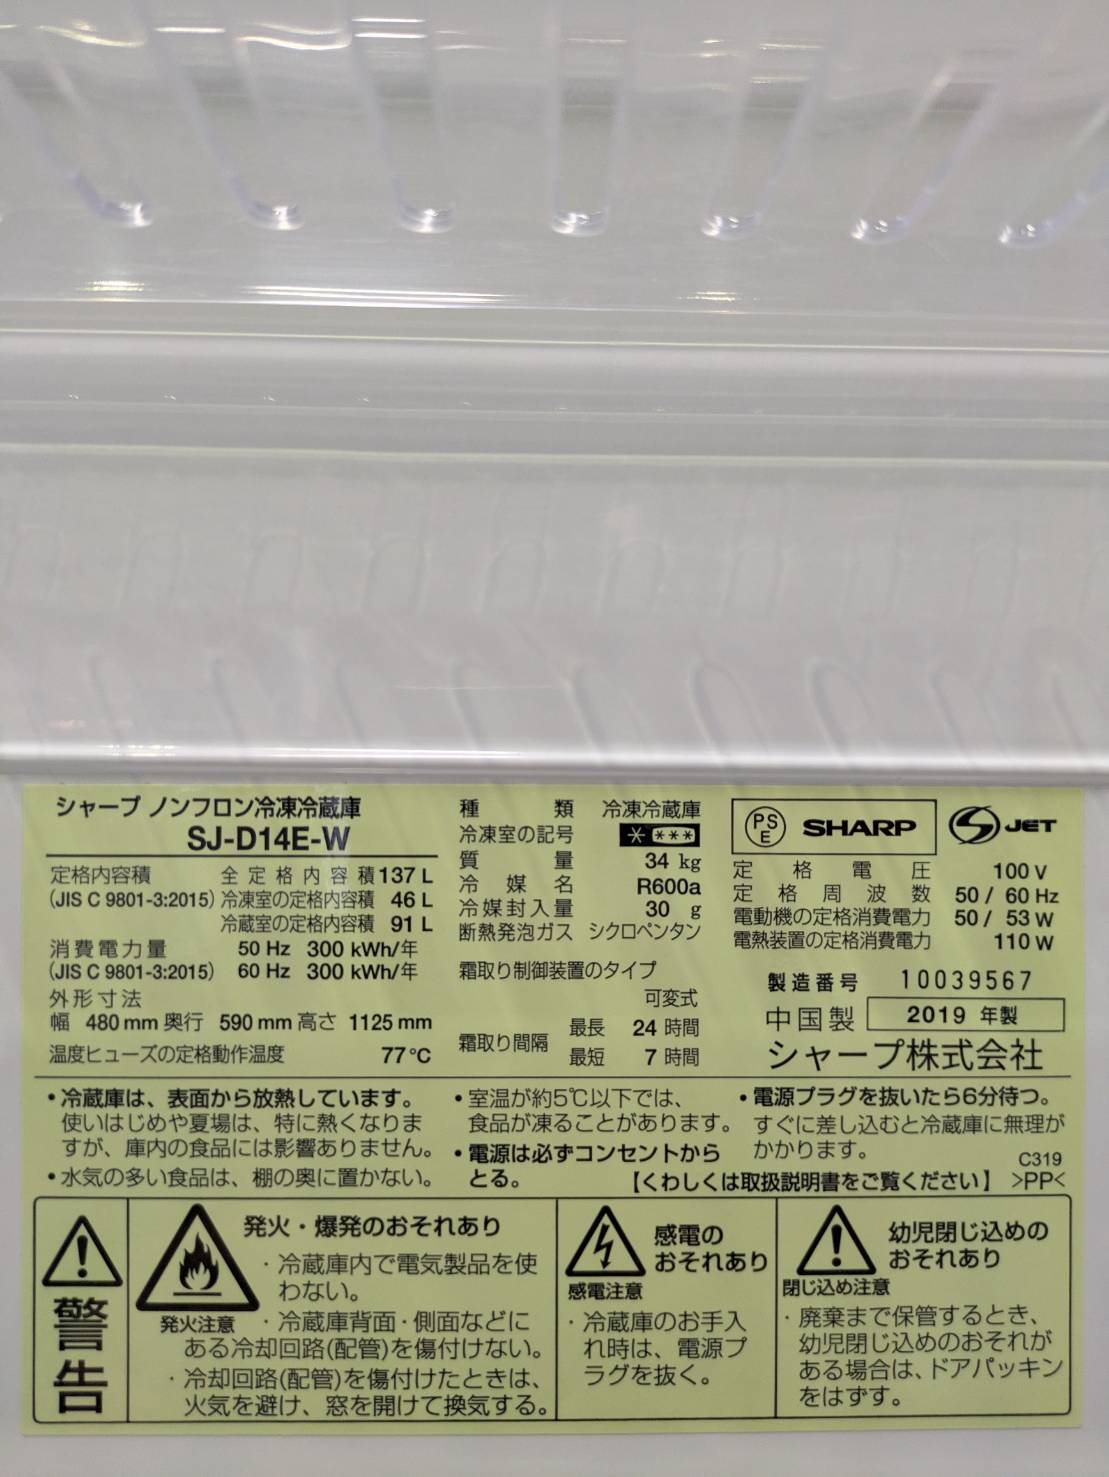 シャープ ノンフロン冷凍冷蔵庫
SJ-D14E-W
定格内容積 全定格内容積 137 L
(JIS C 9801-3:2015) 冷凍室の定格内容積 46 L
冷蔵室の定格内容積 91 L
消費電力量 50 Hz 300 kWh/年
(JIS C 9801-3:2015) 60 Hz 300 kWh/年
外形寸法
幅 480 mm 奥行 590 mm 高さ 1125 mm
温度ヒューズの定格動作温度 77℃
種類 冷凍冷蔵庫
冷凍室の記号
質量 34 kg
冷媒名 R600a
冷媒封入量 30 g
断熱発泡ガス シクロペンタン
霜取り制御装置のタイプ
可変式
霜取り間隔 最長 24 時間
最短 7 時間
PS
E
SHARP
JET
定格電圧 100 V
定格周波数 50 / 60 Hz
電動機の定格消費電力 50 / 53 W
電熱装置の定格消費電力 110 W
製造番号 10039567
中国製 2019 年製
シャープ株式会社
・冷蔵庫は、表面から放熱しています。
使いはじめや夏場は、特に熱くなりま
すが、庫内の食品には影響ありません。
・水気の多い食品は、棚の奥に置かない。
・室温が約5℃以下では、
食品が凍ることがあります。
・電源は必ずコンセントから
とる。
・電源プラグを抜いたら6分待つ。
すぐに差し込むと冷蔵庫に無理が
かかります。
C319
【くわしくは取扱説明書をご覧ください】 >PP<
警告
発火注意
発火・爆発のおそれあり
・冷蔵庫内で電気製品を使
わない。
・冷蔵庫背面・側面などに
ある冷却回路(配管)を傷付けない。
・冷却回路(配管)を傷付けたときは、
火気を避け、窓を開けて換気する。
感電の
おそれあり
感電注意
・冷蔵庫のお手入
れ時は、電源プ
ラグを抜く。
幼児閉じ込めの
おそれあり
閉じ込め注意
・廃棄まで保管するとき、
幼児閉じ込めのおそれが
ある場合は、ドアパッキン
をはずす。